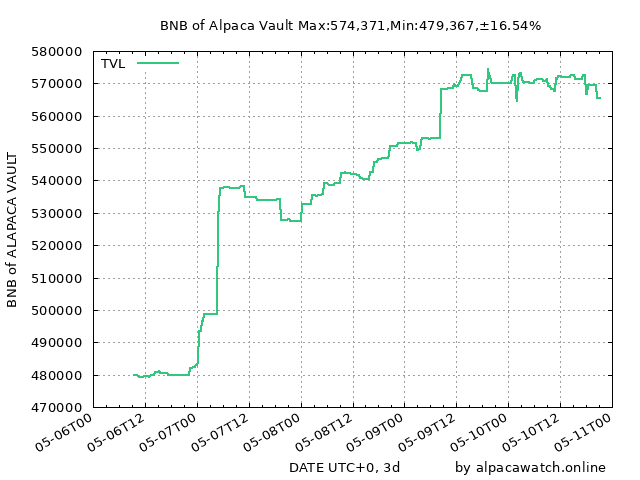 BNB of Alpaca Vault Max:574,371,Min:479,367,±16.54%
TVL
BNB of ALAPACA VAULT
580000
570000
560000
550000
540000
530000
520000
510000
500000
490000
480000
470000
05-06T00
05-06T12
05-07T00
05-07T12
05-08T00
05-08T12
05-09T00
05-09T12
05-10T00
05-10T12
05-11T00
DATE UTC+0, 3d
by alpacawatch.online